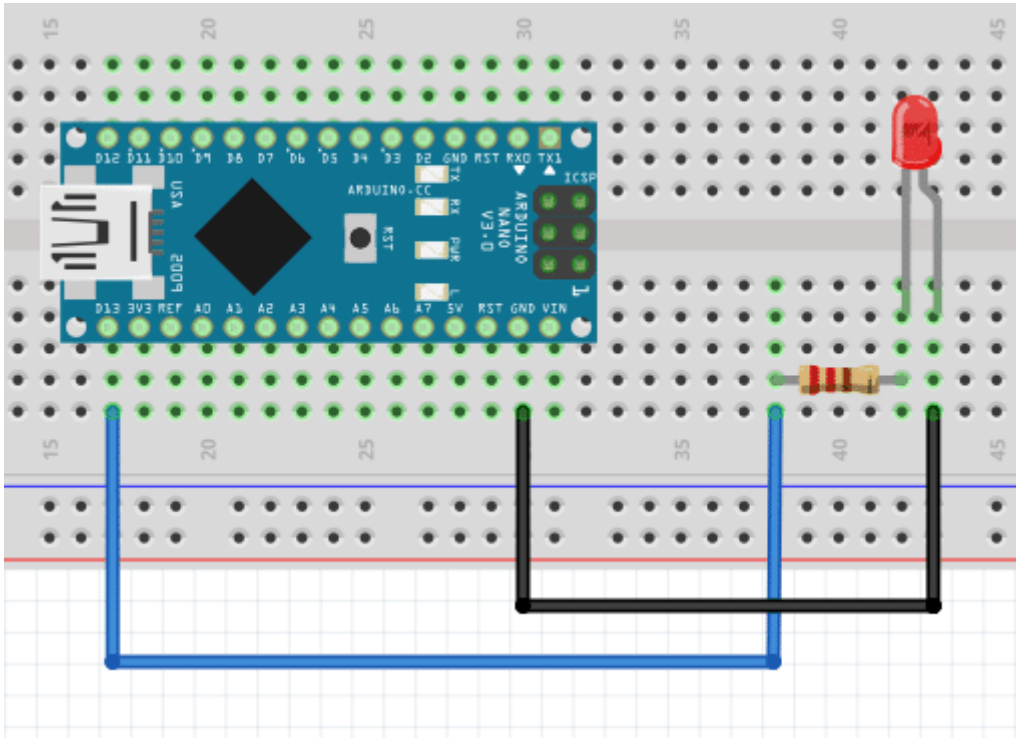 15 20 25 30 35 40 45
D12 D11 D10 D9 D8 D7 D6 D5 D4 D3 D2 GND RST RX0 TX1
TX
ICSP
USA
ARDUINO.CC
RX
ARDUINO
NANO
V3.0
RST
PWR
2009
L
1
D13 3V3 REF A0 A1 A2 A3 A4 A5 A6 A7 5V RST GND VIN
15 20 25 35 40 45